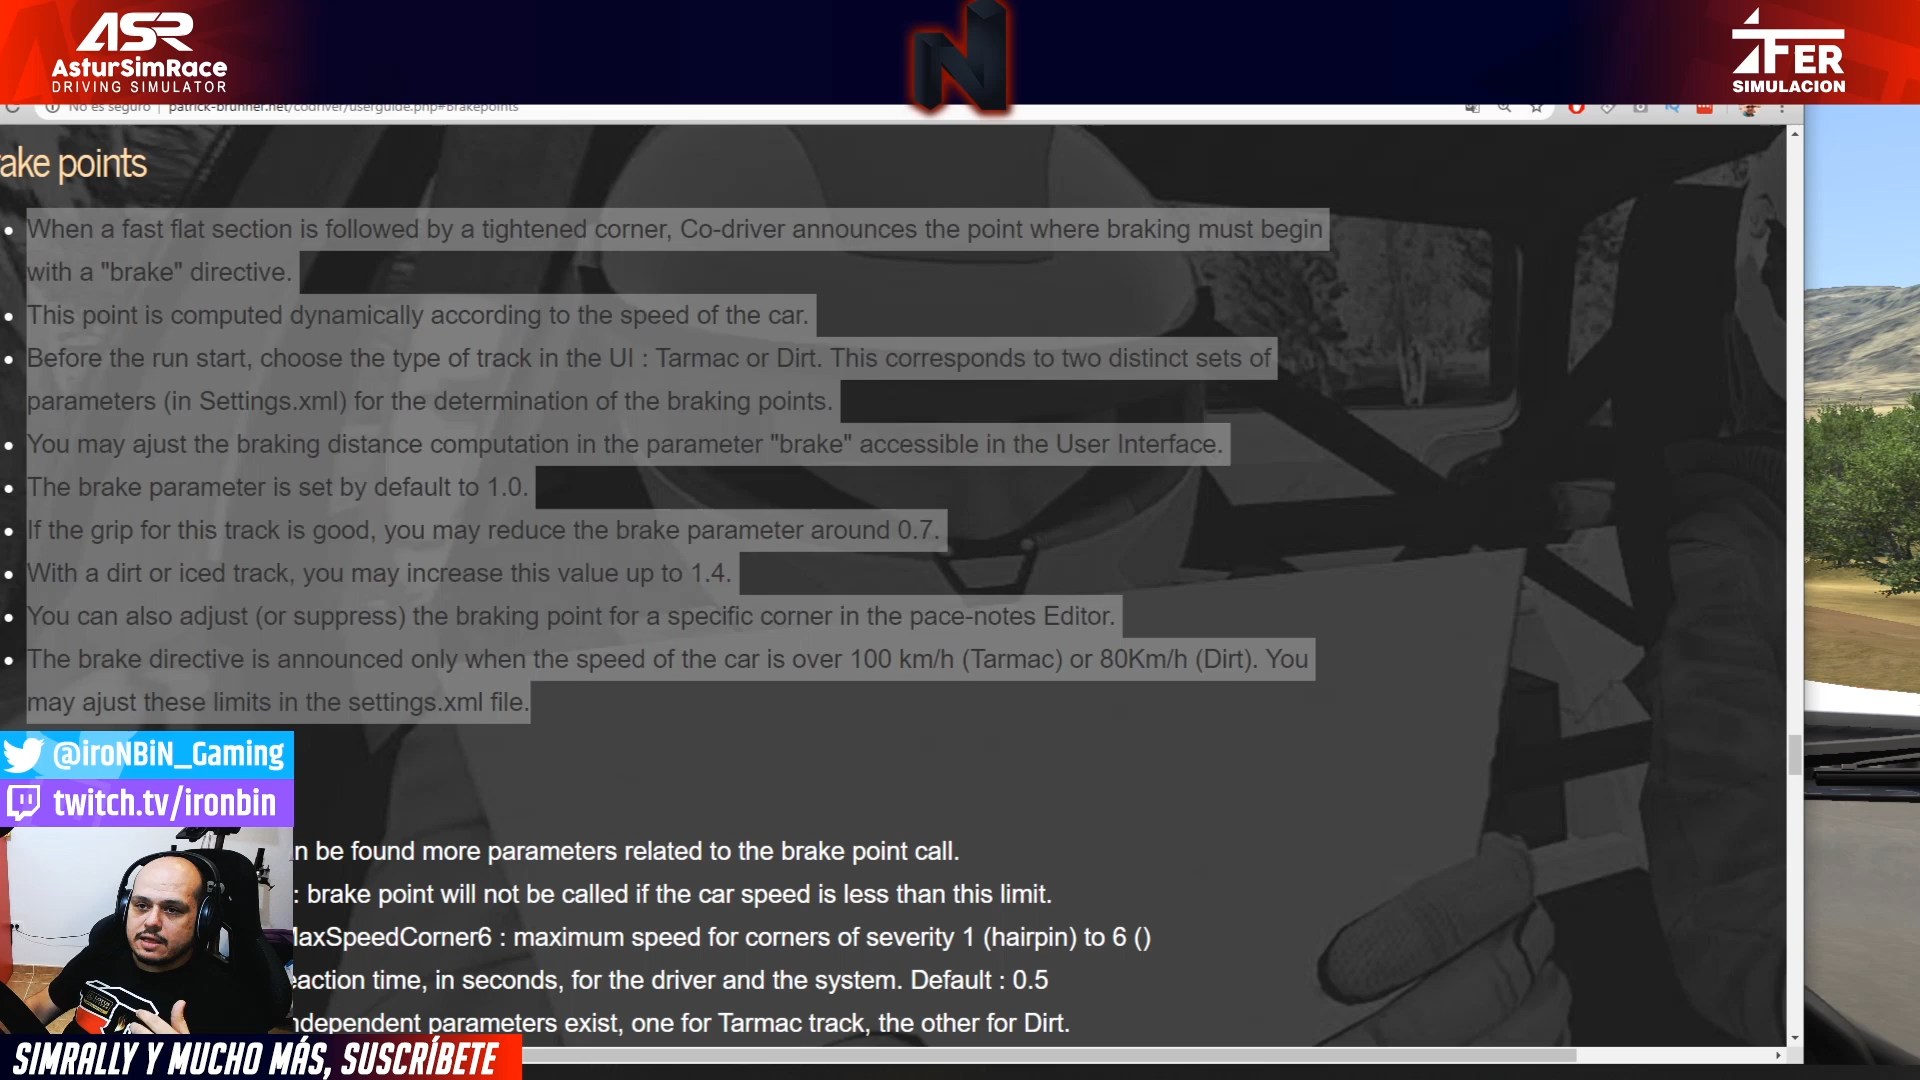 ASR
AsturSimRace
DRIVING SIMULATOR
N
FER
SIMULACION
No es seguro | patrick-brunner.net/codriver/userguide.php#Brakepoints
ake points
When a fast flat section is followed by a tightened corner, Co-driver announces the point where braking must begin
with a "brake" directive.
This point is computed dynamically according to the speed of the car.
Before the run start, choose the type of track in the UI : Tarmac or Dirt. This corresponds to two distinct sets of
parameters (in Settings.xml) for the determination of the braking points.
You may ajust the braking distance computation in the parameter "brake" accessible in the User Interface.
The brake parameter is set by default to 1.0.
If the grip for this track is good, you may reduce the brake parameter around 0.7.
With a dirt or iced track, you may increase this value up to 1.4.
You can also adjust (or suppress) the braking point for a specific corner in the pace-notes Editor.
The brake directive is announced only when the speed of the car is over 100 km/h (Tarmac) or 80Km/h (Dirt). You
may ajust these limits in the settings.xml file.
@iroNBiN_Gaming
twitch.tv/ironbin
n be found more parameters related to the brake point call.
: brake point will not be called if the car speed is less than this limit.
MaxSpeedCorner6 : maximum speed for corners of severity 1 (hairpin) to 6 ()
eaction time, in seconds, for the driver and the system. Default : 0.5
ndependent parameters exist, one for Tarmac track, the other for Dirt.
SIMRALLY Y MUCHO MÁS, SUSCRÍBETE